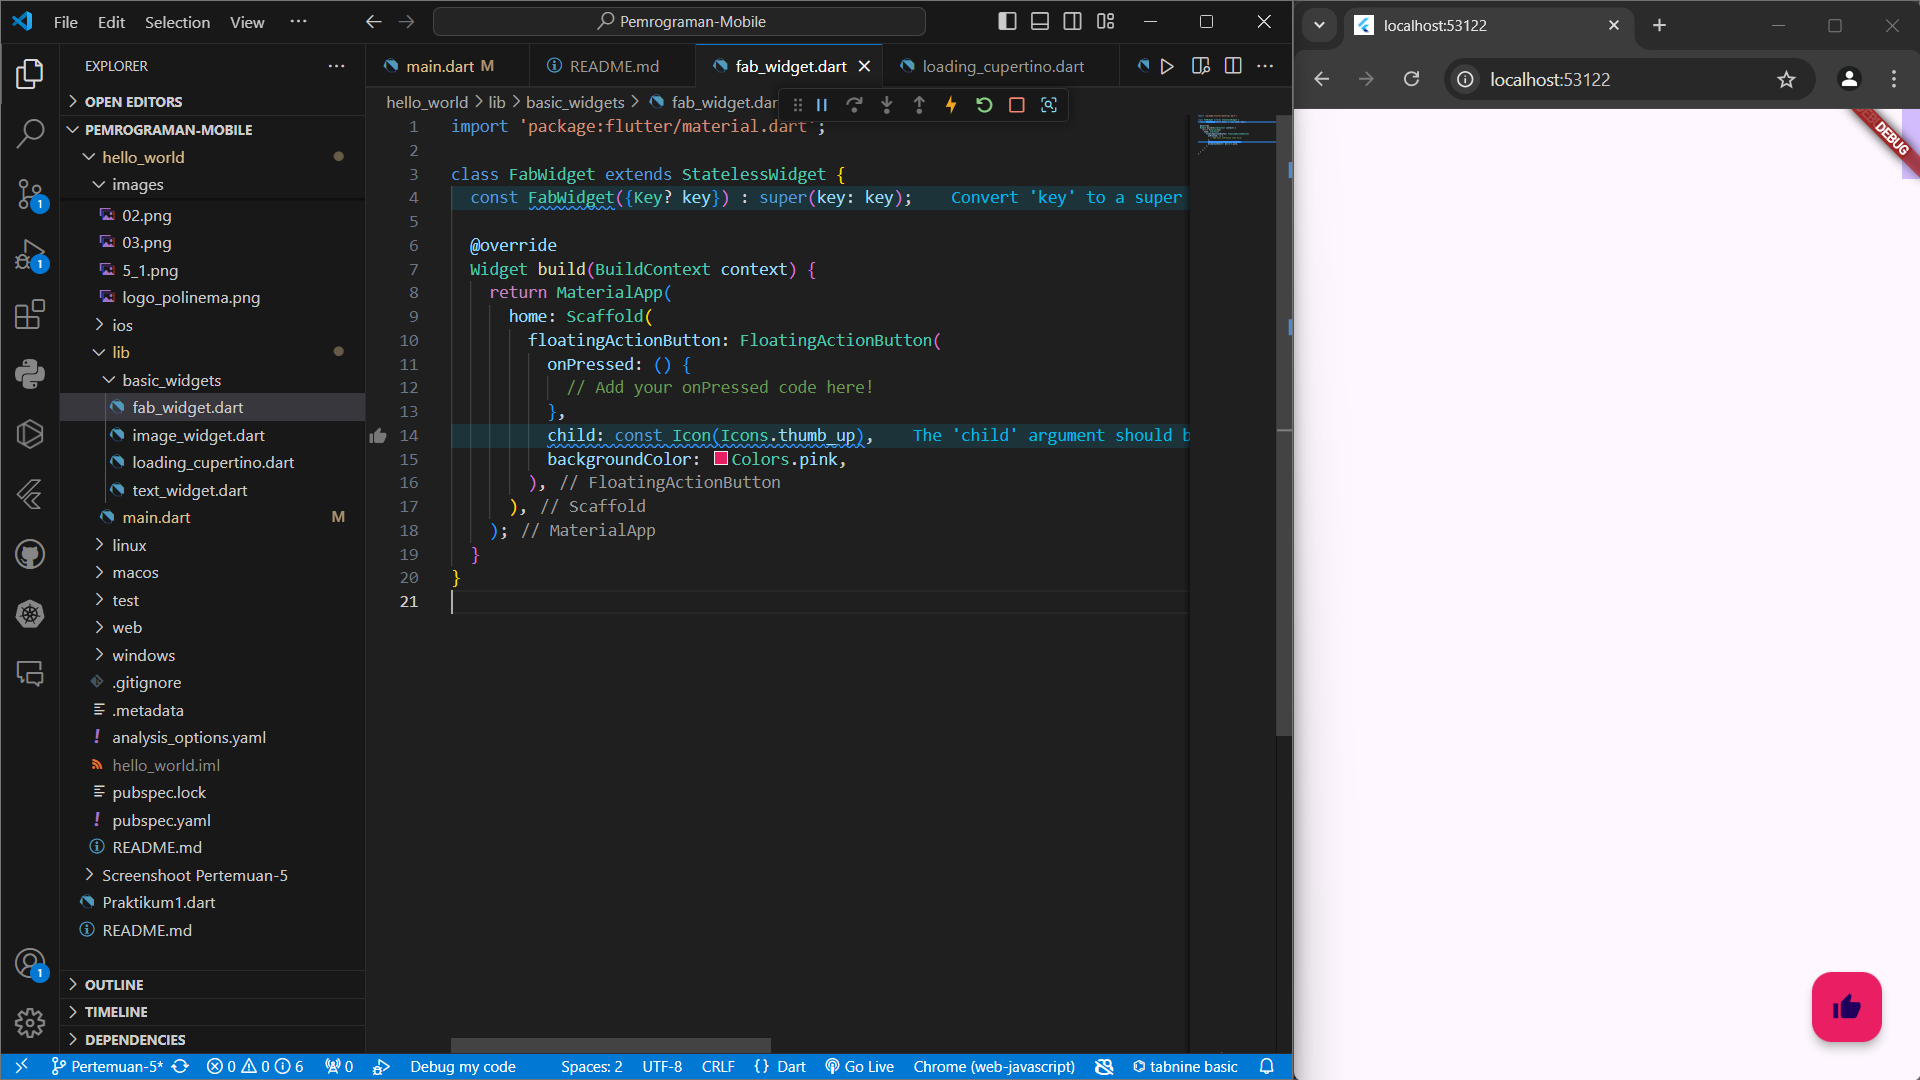 File Edit Selection View ··· Pemrograman-Mobile
EXPLORER
OPEN EDITORS
PEMROGRAMAN-MOBILE
hello_world
images
02.png
03.png
5_1.png
logo_polinema.png
ios
lib
basic_widgets
fab_widget.dart
image_widget.dart
loading_cupertino.dart
text_widget.dart
main.dart M
linux
macos
test
web
windows
.gitignore
.metadata
analysis_options.yaml
hello_world.iml
pubspec.lock
pubspec.yaml
README.md
Screenshoot Pertemuan-5
Praktikum1.dart
README.md
OUTLINE
TIMELINE
DEPENDENCIES
1
1
1
main.dart M README.md fab_widget.dart loading_cupertino.dart
hello_world > lib > basic_widgets > fab_widget.dar
1 import 'package:flutter/material.dart';
2
3 class FabWidget extends StatelessWidget {
4 const FabWidget({Key? key}) : super(key: key); Convert 'key' to a super
5
6 @override
7 Widget build(BuildContext context) {
8 return MaterialApp(
9 home: Scaffold(
10 floatingActionButton: FloatingActionButton(
11 onPressed: () {
12 // Add your onPressed code here!
13 },
14 child: const Icon(Icons.thumb_up), The 'child' argument should b
15 backgroundColor: Colors.pink,
16 ), // FloatingActionButton
17 ), // Scaffold
18 ); // MaterialApp
19 }
20 }
21
Pertemuan-5* 0 0 6 0 Debug my code Spaces: 2 UTF-8 CRLF {} Dart Go Live Chrome (web-javascript) tabnine basic
localhost:53122
localhost:53122
DEBUG